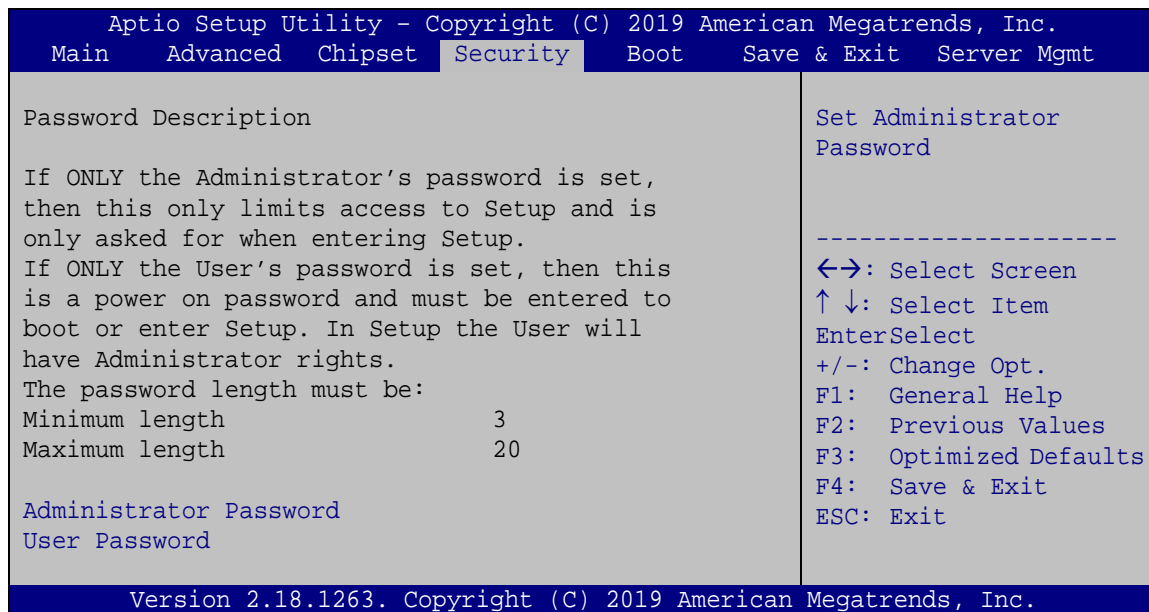 Aptio Setup Utility – Copyright (C) 2019 American Megatrends, Inc.
Main Advanced Chipset Security Boot Save & Exit Server Mgmt
Password Description
If ONLY the Administrator’s password is set,
then this only limits access to Setup and is
only asked for when entering Setup.
If ONLY the User’s password is set, then this
is a power on password and must be entered to
boot or enter Setup. In Setup the User will
have Administrator rights.
The password length must be:
Minimum length 3
Maximum length 20
Administrator Password
User Password
Set Administrator
Password
---------------------
←→: Select Screen
↑ ↓: Select Item
EnterSelect
+/-: Change Opt.
F1: General Help
F2: Previous Values
F3: Optimized Defaults
F4: Save & Exit
ESC: Exit
Version 2.18.1263. Copyright (C) 2019 American Megatrends, Inc.